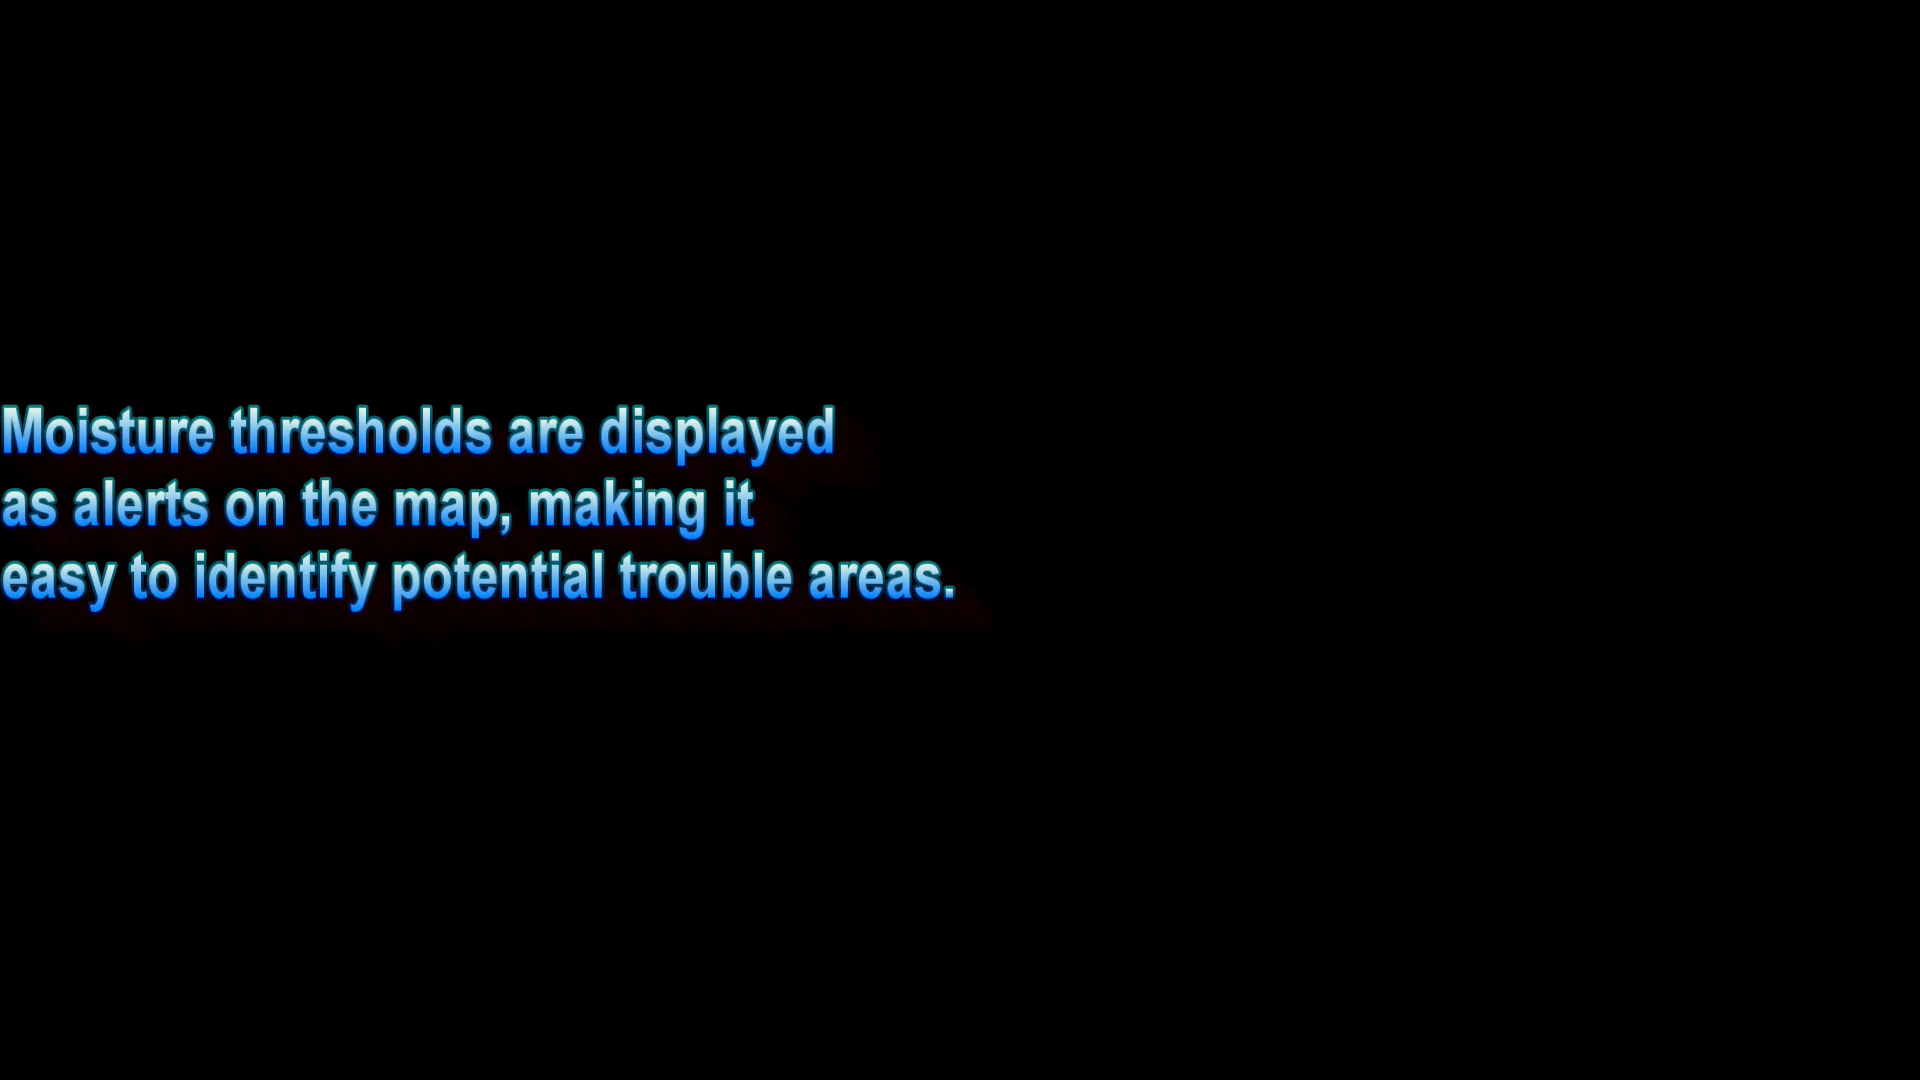 Moisture thresholds are displayed
as alerts on the map, making it
easy to identify potential trouble areas.